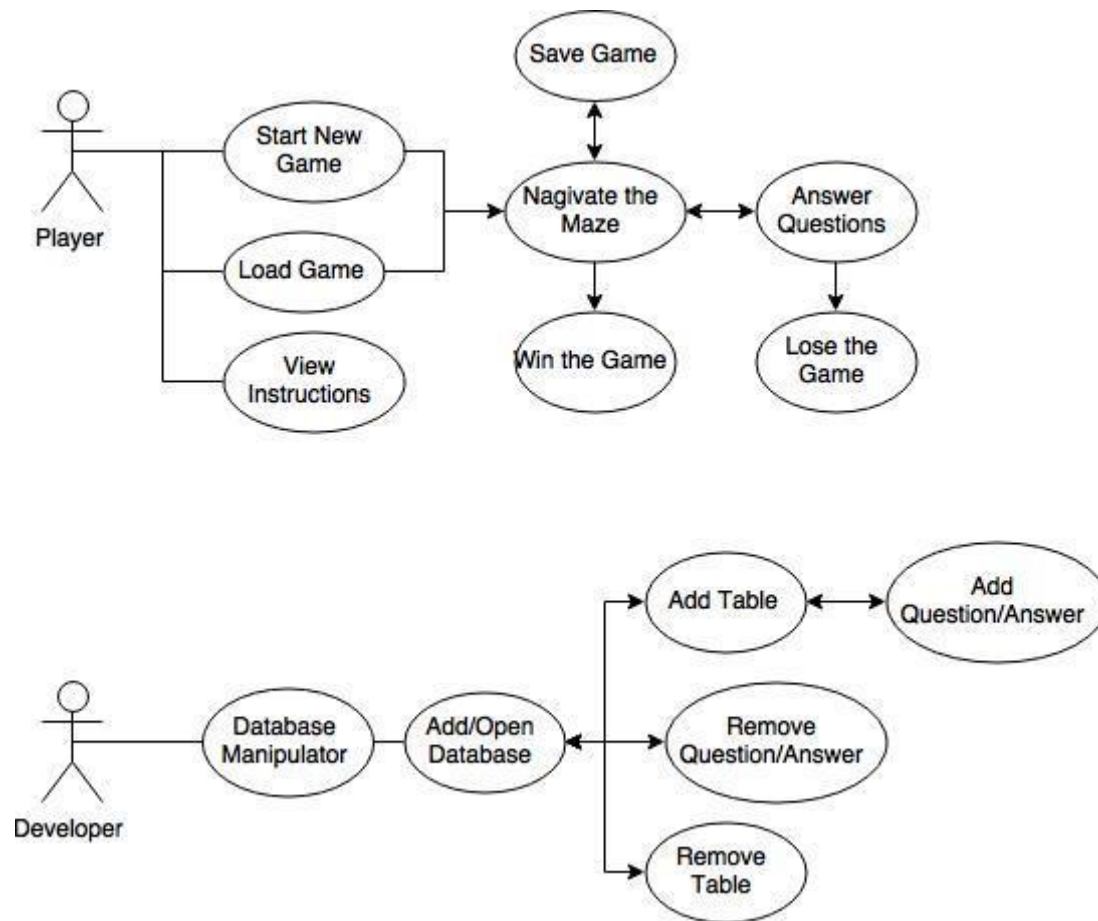 Save Game
Start New
Game
Nagivate the
Maze
Answer
Questions
Player
Load Game
Win the Game
Lose the
Game
View
Instructions
Add Table
Add
Question/Answer
Database
Manipulator
Add/Open
Database
Remove
Question/Answer
Developer
Remove
Table